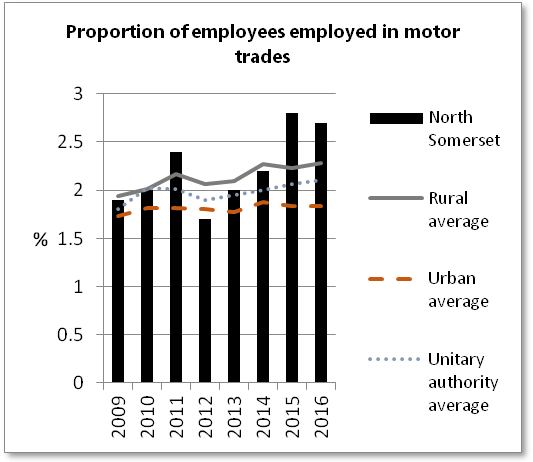 Proportion of employees employed in motor
trades
3
2.5
2
1.5
1
0.5
0
%
2009
2010
2011
2012
2013
2014
2015
2016
North
Somerset
Rural
average
Urban
average
Unitary
authority
average